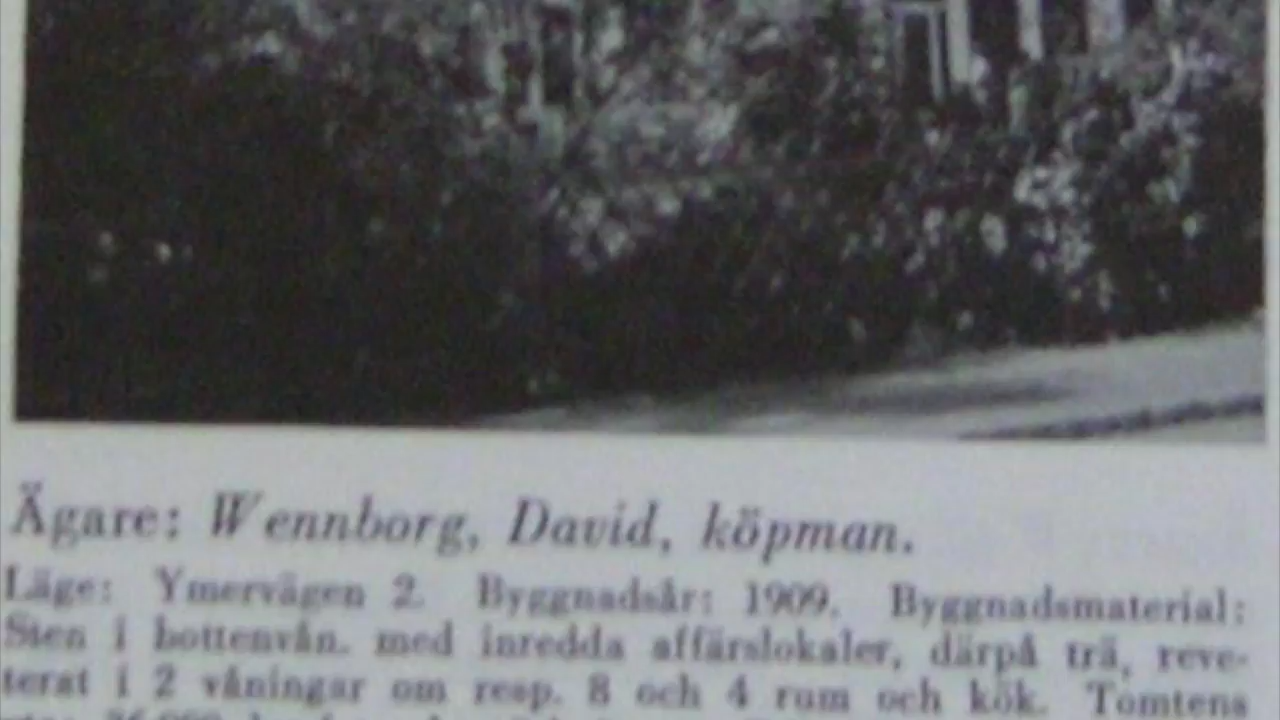 Ägare: Wennborg, David, köpman.
Läge: Ymervägen 2. Byggnadsår: 1909. Byggnadsmaterial:
Sten i bottenvån. med inredda affärslokaler, därpå trä, reve-
terat i 2 våningar om resp. 8 och 4 rum och kök. Tomtens